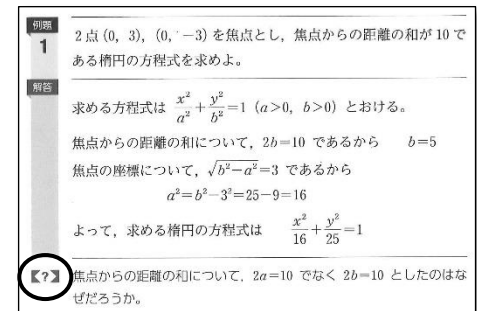 例題
1
2点(0, 3), (0, −3)を焦点とし，焦点からの距離の和が10で
ある楕円の方程式を求めよ。
解答
求める方程式は x²/a² + y²/b² = 1 (a>0, b>0) とおける。
焦点からの距離の和について，2b=10 であるから b=5
焦点の座標について，√(b²−a²)=3 であるから
a²=b²−3²=25−9=16
よって，求める楕円の方程式は x²/16 + y²/25 = 1
【?】 焦点からの距離の和について，2a=10 でなく 2b=10 としたのはな
ぜだろうか。